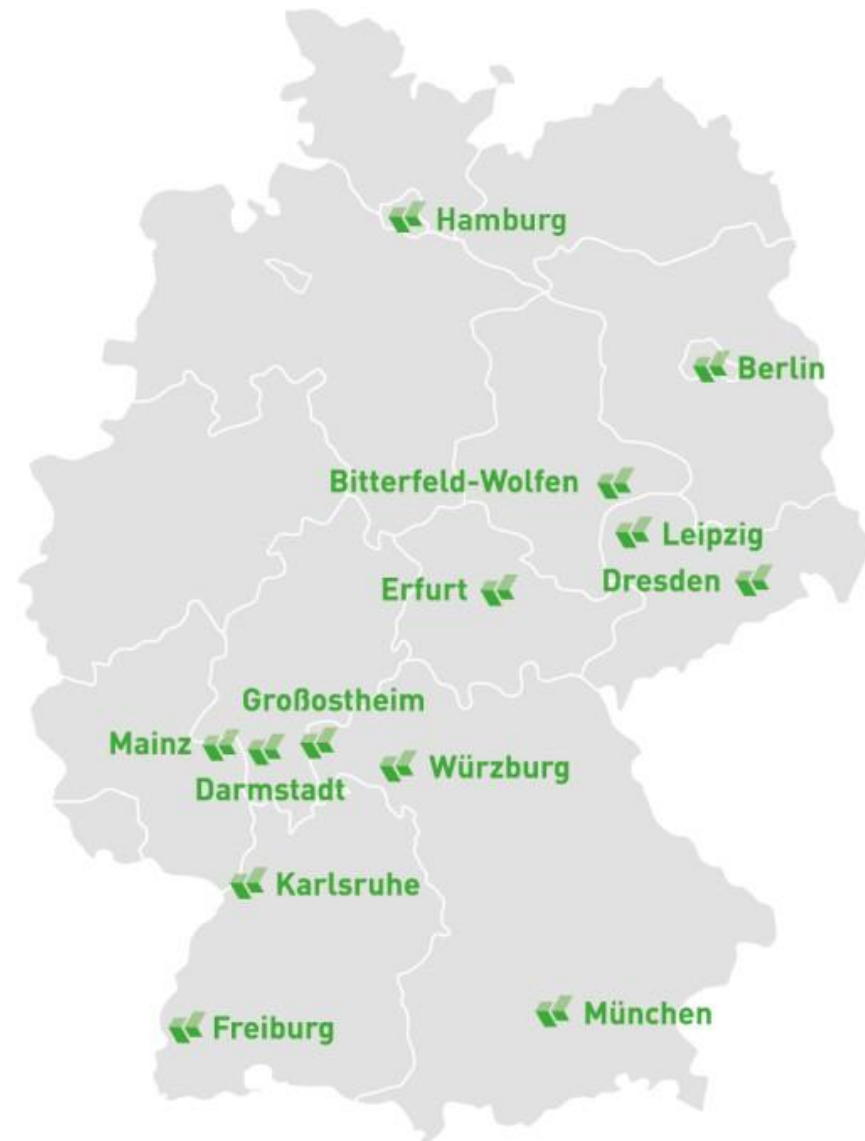 Hamburg
Berlin
Bitterfeld-Wolfen
Leipzig
Dresden
Erfurt
Großostheim
Mainz
Darmstadt
Würzburg
Karlsruhe
München
Freiburg